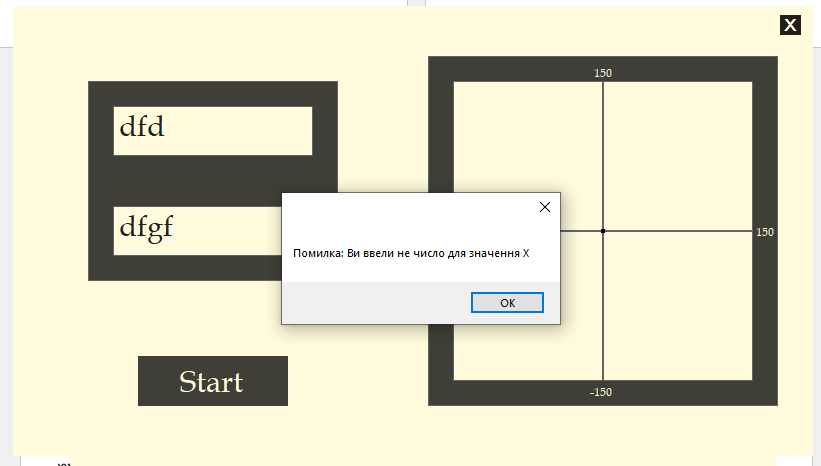 X
150
dfd
dfgf
150
Помилка: Ви ввели не число для значення X
OK
Start
-150